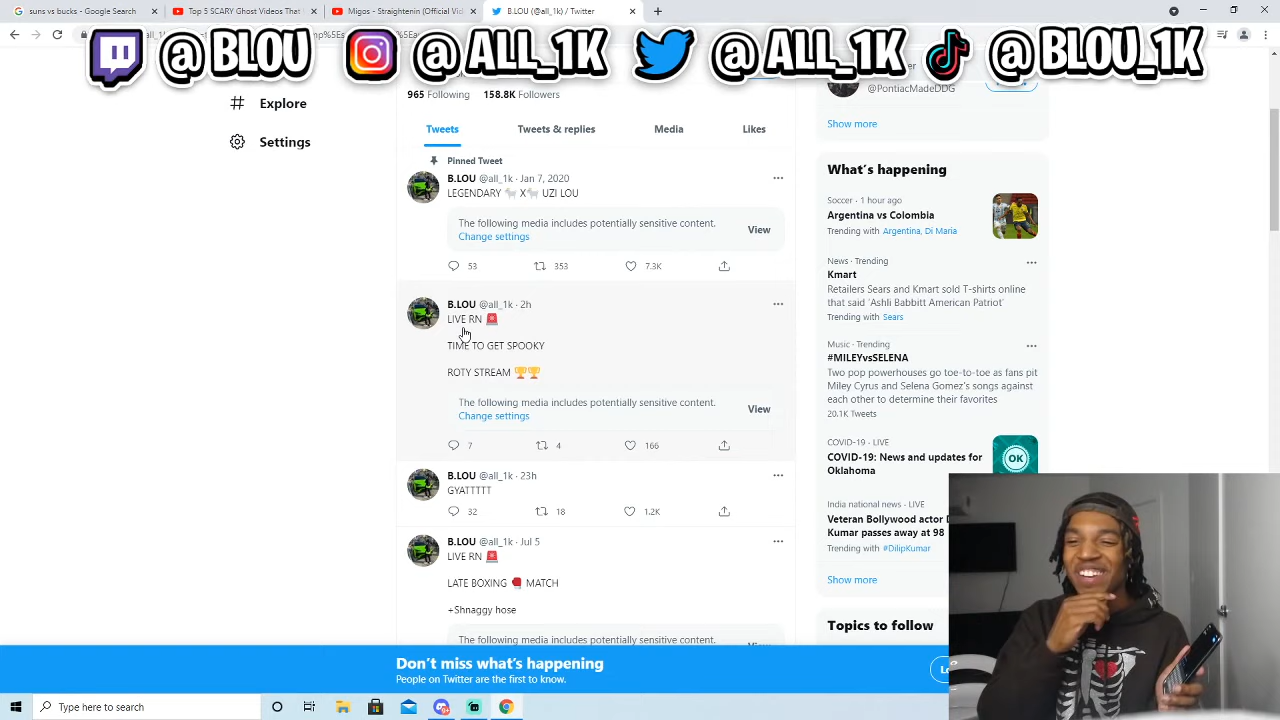 suns vs bucks - Google Search
Top 5 SCARY Ghost Videos That
Migos - Straightenin (Official Vid
B.LOU (@all_1k) / Twitter
@BLOU
@ALL_1K
@ALL_1K
@BLOU_1K
@PontiacMadeDDG
Show more
Explore
Settings
965 Following 158.8K Followers
Tweets Tweets & replies Media Likes
Pinned Tweet
B.LOU @all_1k · Jan 7, 2020
LEGENDARY 🐐 X🐐 UZI LOU
The following media includes potentially sensitive content.
Change settings
View
53 353 7.3K
B.LOU @all_1k · 2h
LIVE RN 🚨
TIME TO GET SPOOKY
ROTY STREAM 🏆🏆
The following media includes potentially sensitive content.
Change settings
View
7 4 166
B.LOU @all_1k · 23h
GYATTTTT
32 18 1.2K
B.LOU @all_1k · Jul 5
LIVE RN 🚨
LATE BOXING 🥊 MATCH
+Shnaggy hose
The following media includes potentially sensitive content.
What's happening
Soccer · 1 hour ago
Argentina vs Colombia
Trending with Argentina, Di Maria
News · Trending
Kmart
Retailers Sears and Kmart sold T-shirts online
that said 'Ashli Babbitt American Patriot'
Trending with Sears
Music · Trending
#MILEYvsSELENA
Two pop powerhouses go toe-to-toe as fans pit
Miley Cyrus and Selena Gomez's songs against
each other to determine their favorites
20.1K Tweets
COVID-19 · LIVE
COVID-19: News and updates for
Oklahoma
OK
India national news · LIVE
Veteran Bollywood actor
Kumar passes away at 98
Trending with #DilipKumar
Show more
Topics to follow
Don't miss what's happening
People on Twitter are the first to know.
Type here to search